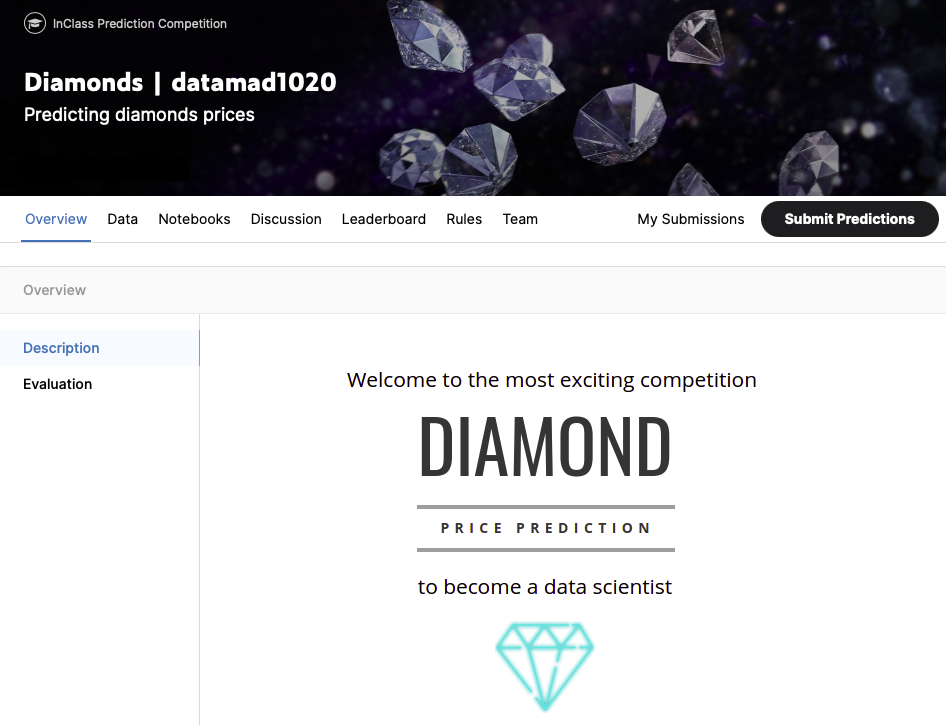 InClass Prediction Competition
Diamonds | datamad1020
Predicting diamonds prices
Overview Data Notebooks Discussion Leaderboard Rules Team My Submissions Submit Predictions
Overview
Description
Evaluation
Welcome to the most exciting competition
DIAMOND
PRICE PREDICTION
to become a data scientist